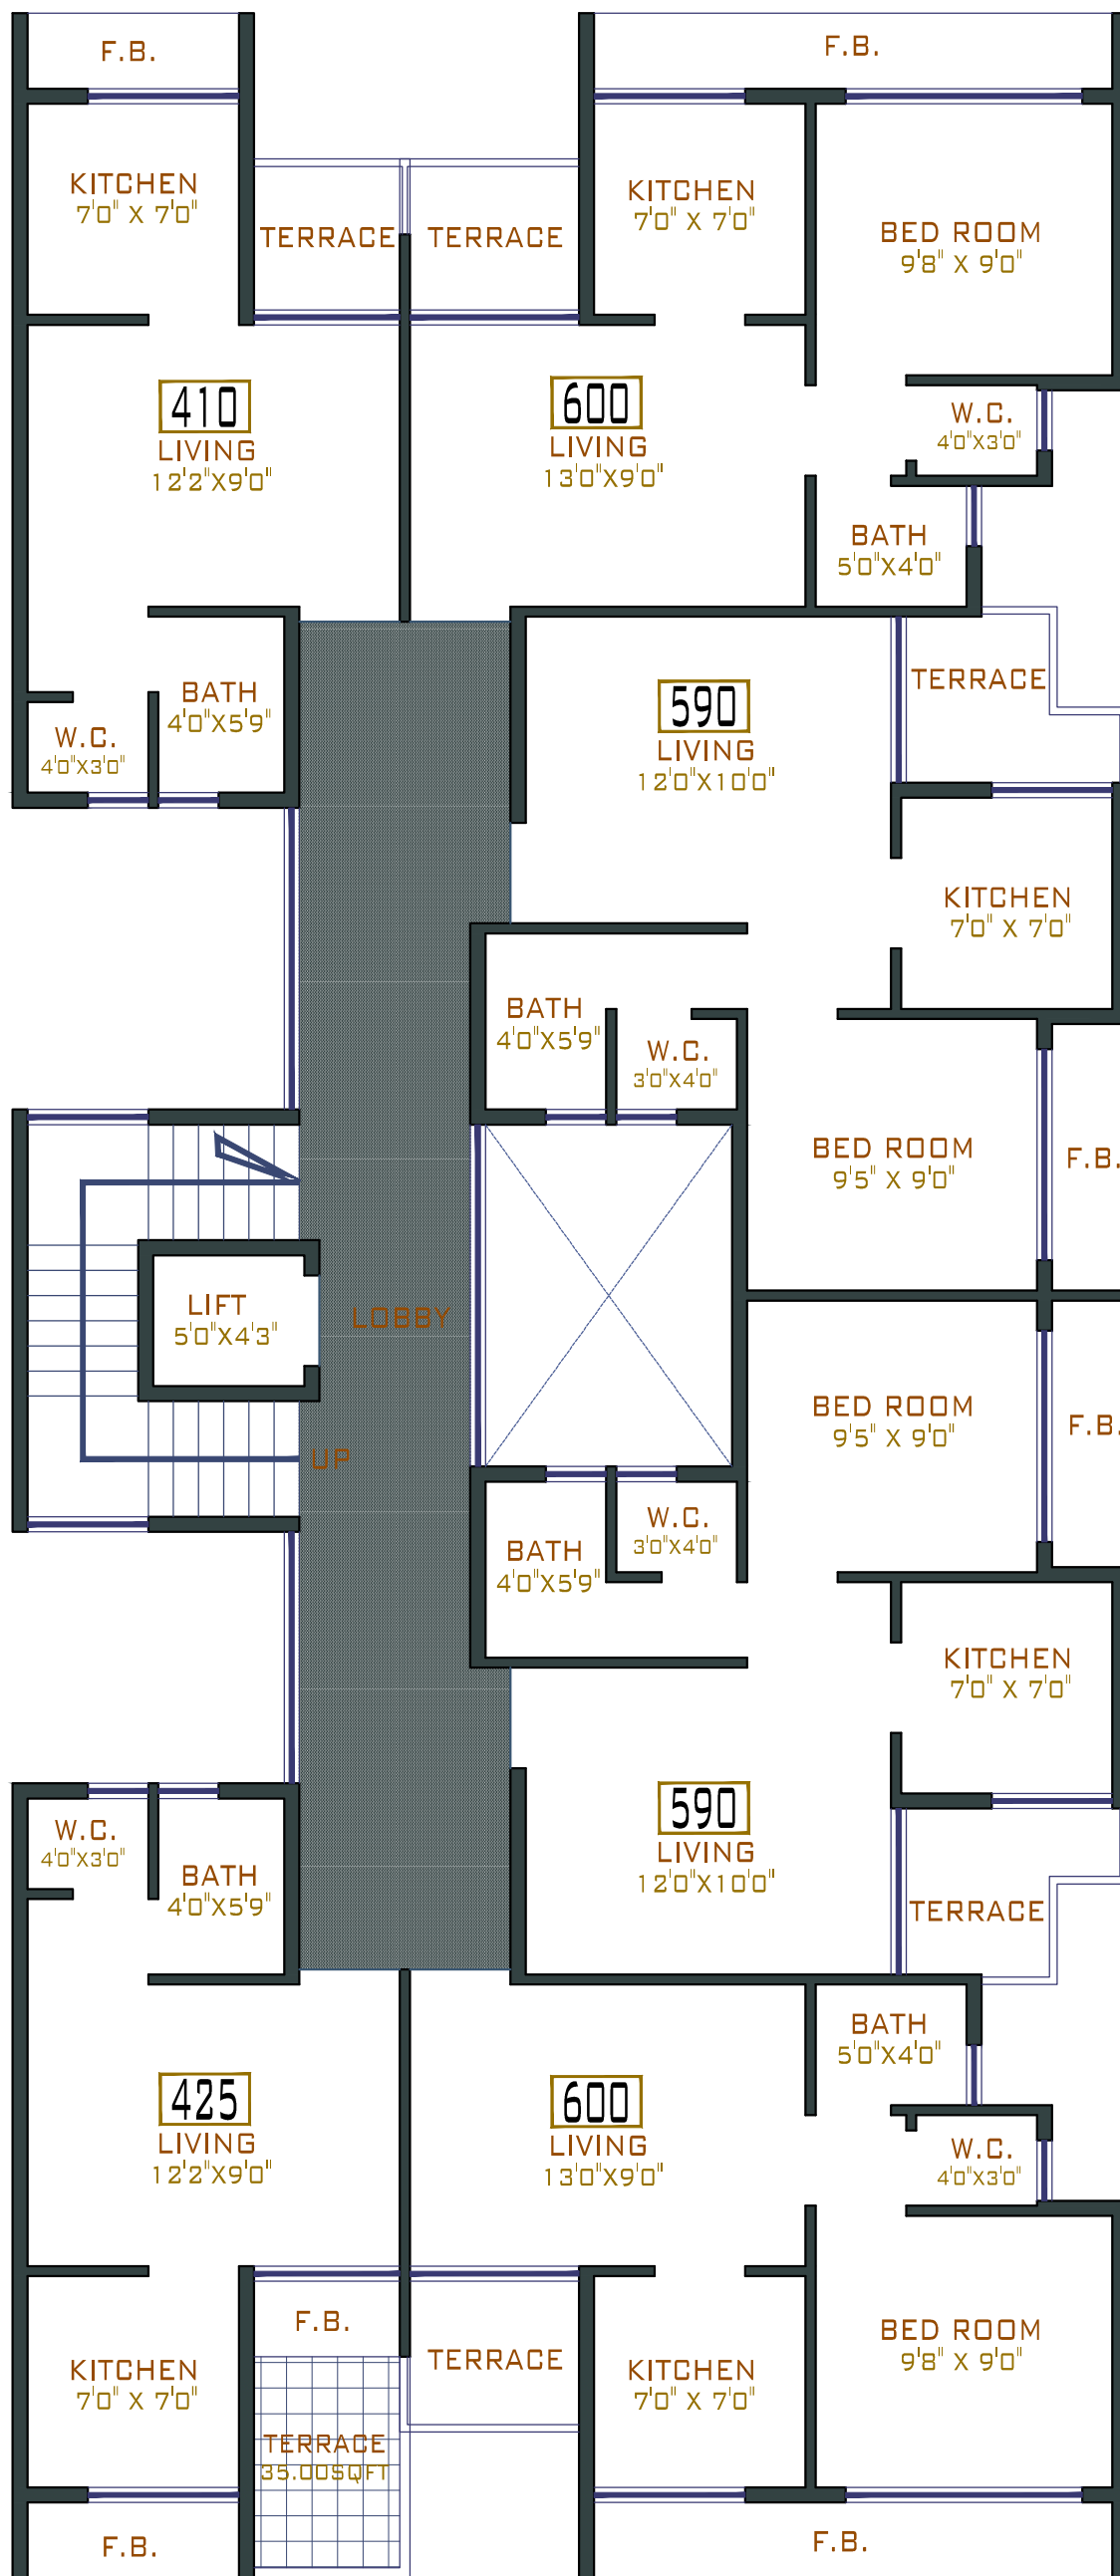 F.B.
F.B.
KITCHEN
7'0" X 7'0"
KITCHEN
7'0" X 7'0"
TERRACE
TERRACE
BED ROOM
9'8" X 9'0"
410
LIVING
12'2"X9'0"
600
LIVING
13'0"X9'0"
W.C.
4'0"X3'0"
BATH
5'0"X4'0"
BATH
4'0"X5'9"
W.C.
4'0"X3'0"
590
LIVING
12'0"X10'0"
TERRACE
KITCHEN
7'0" X 7'0"
BATH
4'0"X5'9"
W.C.
3'0"X4'0"
BED ROOM
9'5" X 9'0"
F.B.
LIFT
5'0"X4'3"
LOBBY
UP
BED ROOM
9'5" X 9'0"
F.B.
BATH
4'0"X5'9"
W.C.
3'0"X4'0"
KITCHEN
7'0" X 7'0"
590
LIVING
12'0"X10'0"
TERRACE
W.C.
4'0"X3'0"
BATH
4'0"X5'9"
BATH
5'0"X4'0"
425
LIVING
12'2"X9'0"
600
LIVING
13'0"X9'0"
W.C.
4'0"X3'0"
F.B.
TERRACE
KITCHEN
7'0" X 7'0"
KITCHEN
7'0" X 7'0"
BED ROOM
9'8" X 9'0"
TERRACE
35.00SQFT
F.B.
F.B.